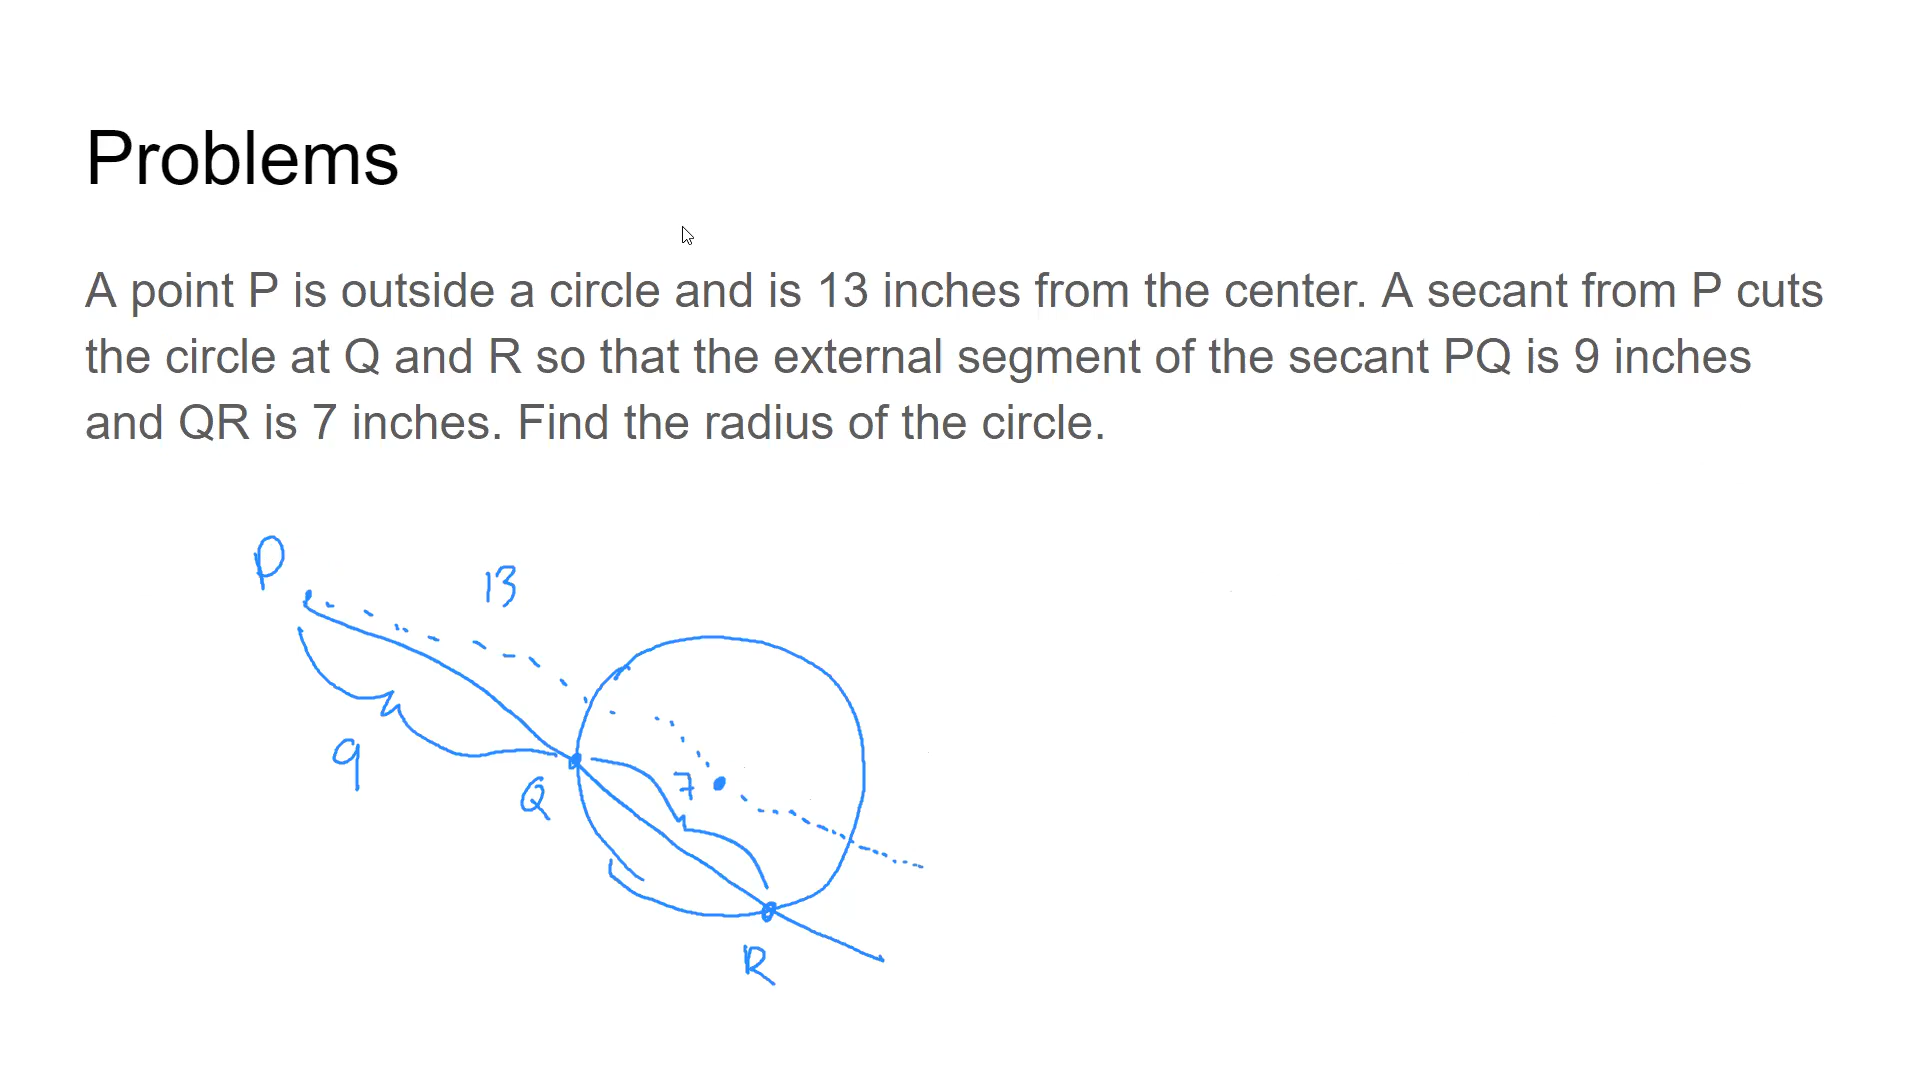 Problems
A point P is outside a circle and is 13 inches from the center. A secant from P cuts
the circle at Q and R so that the external segment of the secant PQ is 9 inches
and QR is 7 inches. Find the radius of the circle.
P
13
9
Q
7
R